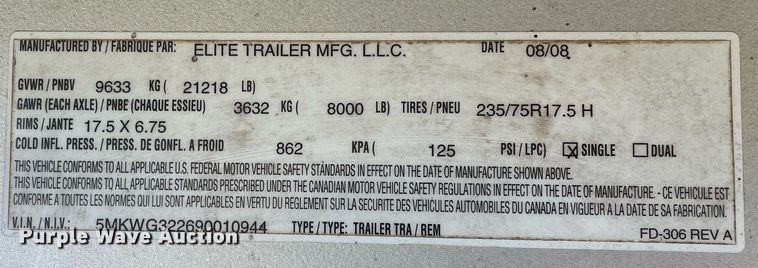 MANUFACTURED BY / FABRIQUE PAR: ELITE TRAILER MFG. L.L.C. DATE 08/08
GVWR / PNBV 9633 KG ( 21218 LB)
GAWR (EACH AXLE) / PNBE (CHAQUE ESSIEU) 3632 KG ( 8000 LB) TIRES / PNEU 235/75R17.5 H
RIMS / JANTE 17.5 X 6.75
COLD INFL. PRESS. / PRESS. DE GONFL. A FROID 862 KPA ( 125 PSI / LPC) SINGLE DUAL
THIS VEHICLE CONFORMS TO ALL APPLICABLE U.S. FEDERAL MOTOR VEHICLE SAFETY STANDARDS IN EFFECT ON THE DATE OF MANUFACTURE SHOWN ABOVE.
THIS VEHICLE CONFORMS TO ALL APPLICABLE STANDARDS PRESCRIBED UNDER THE CANADIAN MOTOR VEHICLE SAFETY REGULATIONS IN EFFECT ON THE DATE OF MANUFACTURE. - CE VEHICULE EST
CONFORME A TOUTES LES NORMES QUI LUI SONT APPLICABLES EN VERTU DU REGLEMENT SUR LA SECURITE DES VEHICULES AUTOMOBILES DU CANADA EN VIGUEUR A LA DATE DE SA FABRICATION.
V.I.N. / N.I.V.: 5MKWG322690010944 TYPE / TYPE: TRAILER TRA / REM
Purple Wave Auction
FD-306 REV A